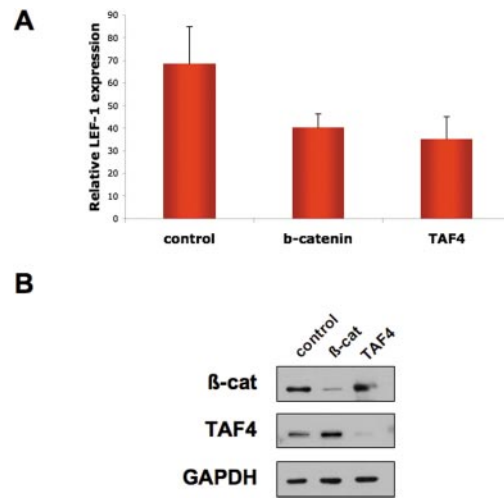 A
Relative LEF-1 expression
90
80
70
60
50
40
30
20
10
0
control
b-catenin
TAF4
B
control
ß-cat
TAF4
ß-cat
TAF4
GAPDH